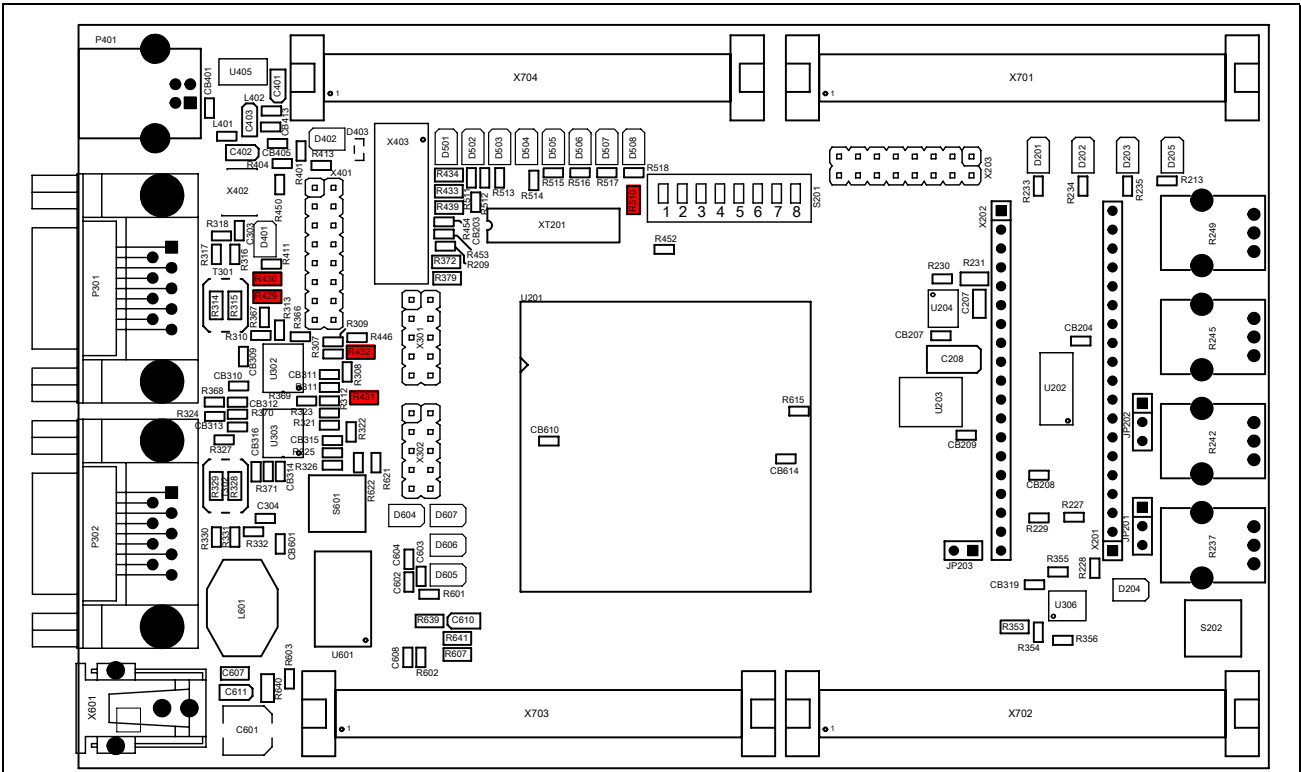 P401
CB401
U405
C401
L402
C403
CB413
L401
CB405
C402
R404
R401
D402
D403
R413
X704
1
X701
1
X403
D501
D502
D503
D504
D505
D506
D507
D508
R434
R433
R439
R511
R512
R513
R514
R515
R516
R517
R518
R510
1 2 3 4 5 6 7 8
S201
X203
D201
D202
D203
D205
R233
R234
R235
R213
X402
X401
R450
R318
C303
D401
R317
R316
R411
T301
R430
R429
R314
R315
R367
R313
R366
R310
P301
R454
CB203
R453
R209
R372
R379
XT201
R452
X202
R249
R230
R231
U204
C207
CB207
C208
CB204
R245
U201
X301
R309
R446
R307
R432
R308
CB309
U302
CB310
R369
CB311
R311
R312
R431
R368
CB312
R324
R370
CB313
R323
R321
R327
CB316
U303
CB315
R322
R325
R326
X302
R615
CB610
CB614
U203
CB209
U202
JP202
R242
R329
R328
R371
CB314
R622
R621
S601
C304
R330
R331
R332
CB601
P302
D604
D607
D606
D605
C604
C603
C602
R601
CB208
R229
R227
X201
JP201
R237
JP203
R355
R228
CB319
U306
D204
R353
R354
R356
S202
L601
U601
R639
C610
R641
R607
C608
R602
R603
C607
C611
R640
X601
C601
X703
1
X702
1